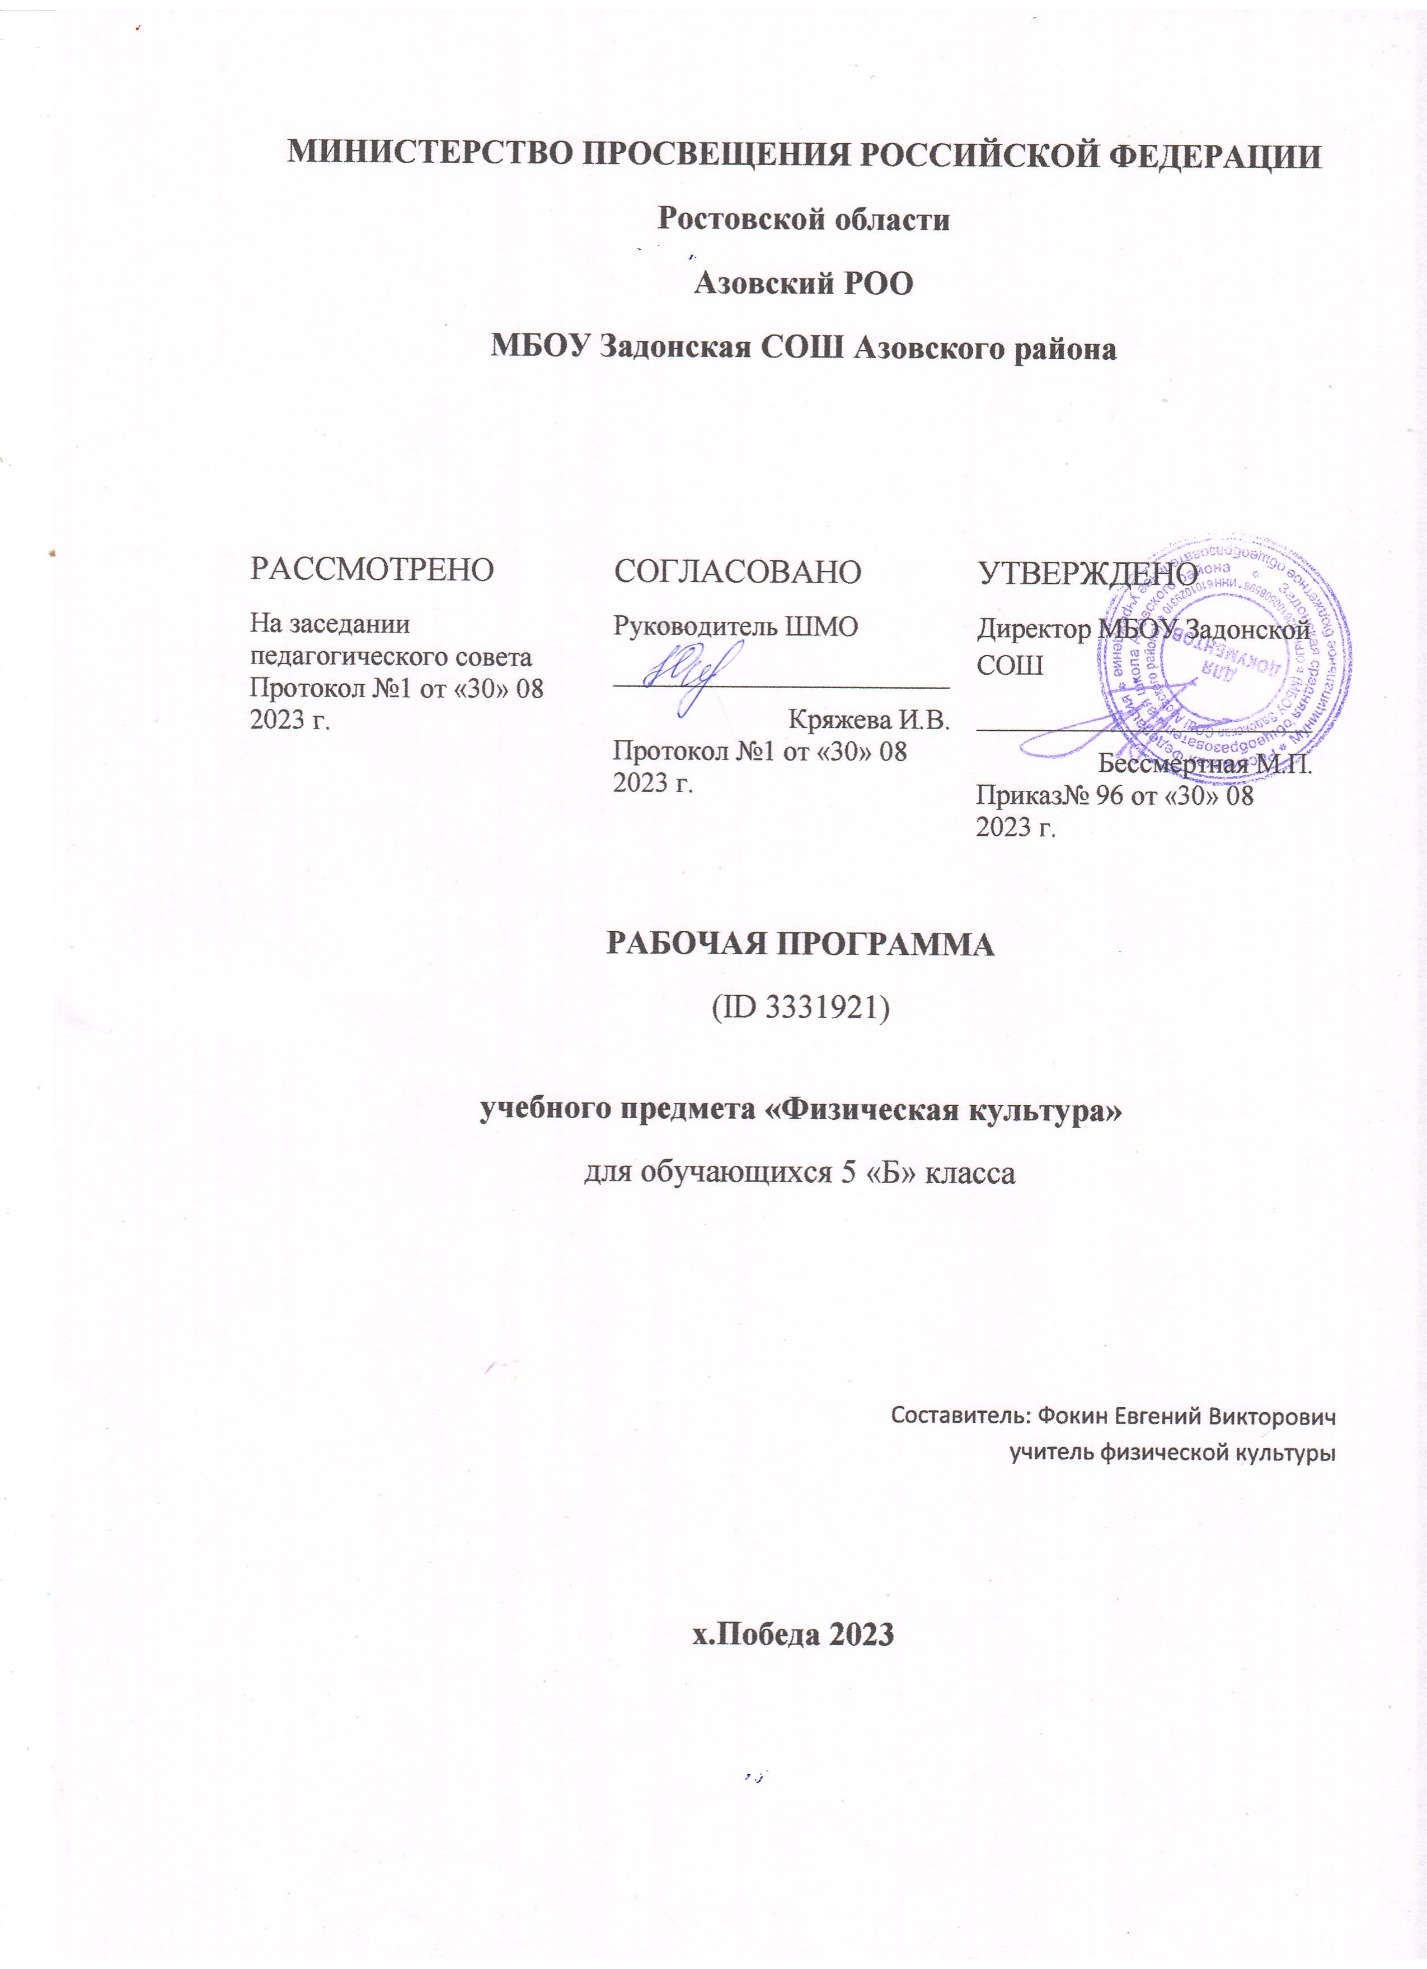 МИНИСТЕРСТВО ПРОСВЕЩЕНИЯ РОССИЙСКОЙ ФЕДЕРАЦИИ
Ростовской области
Азовский РОО
МБОУ Задонская СОШ Азовского района
РАССМОТРЕНО
На заседании
педагогического совета
Протокол №1 от «30» 08
2023 г.
СОГЛАСОВАНО
Руководитель ШМО
Кряжева И.В.
Протокол №1 от «30» 08
2023 г.
УТВЕРЖДЕНО
Директор МБОУ Задонской
СОШ
Бессмертная М.П.
Приказ№ 96 от «30» 08
2023 г.
ДЛЯ
ДОКУМЕНТОВ
РАБОЧАЯ ПРОГРАММА
(ID 3331921)
учебного предмета «Физическая культура»
для обучающихся 5 «Б» класса
Составитель: Фокин Евгений Викторович
учитель физической культуры
х.Победа 2023